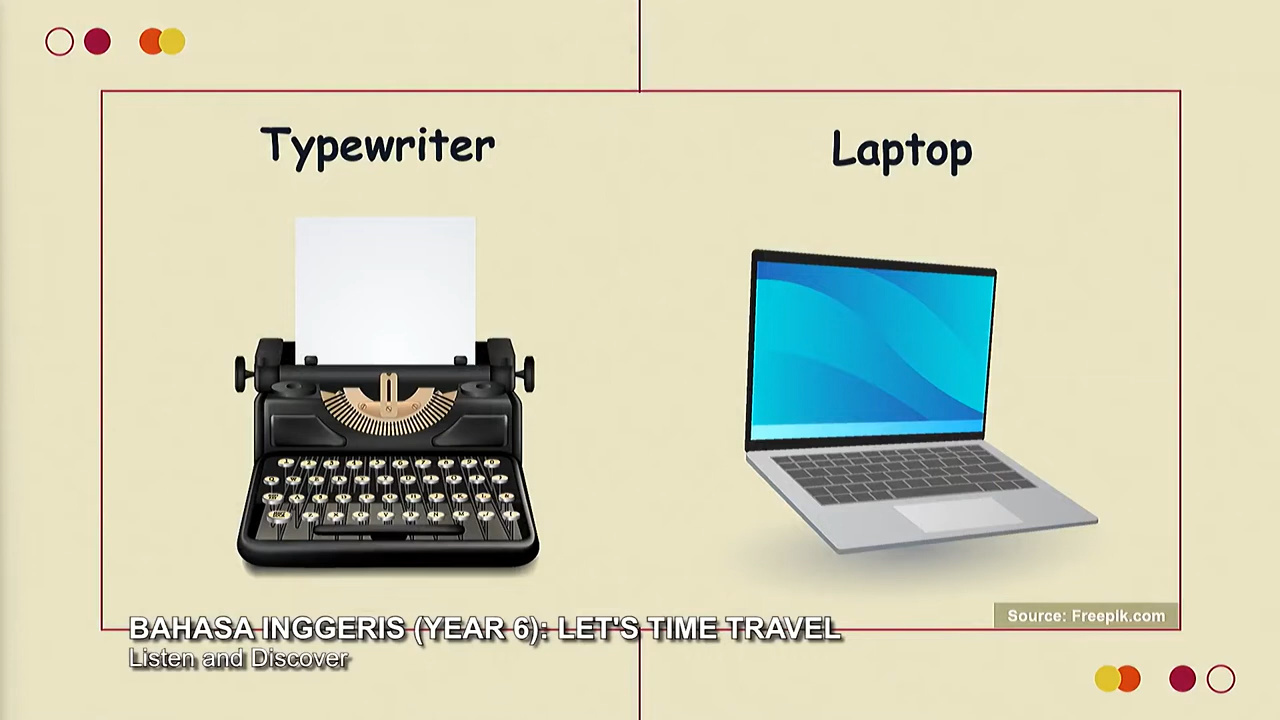 Typewriter
Laptop
Source: Freepik.com
BAHASA INGGERIS (YEAR 6): LET'S TIME TRAVEL
Listen and Discover